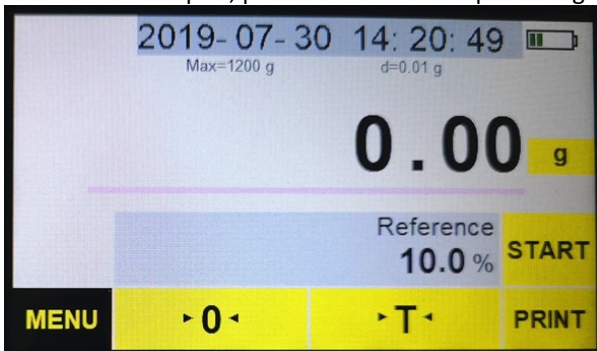 2019-07-30 14:20:49
Max=1200 g d=0.01 g
0.00 g
Reference
10.0 % START
MENU ►0◄ ►T◄ PRINT